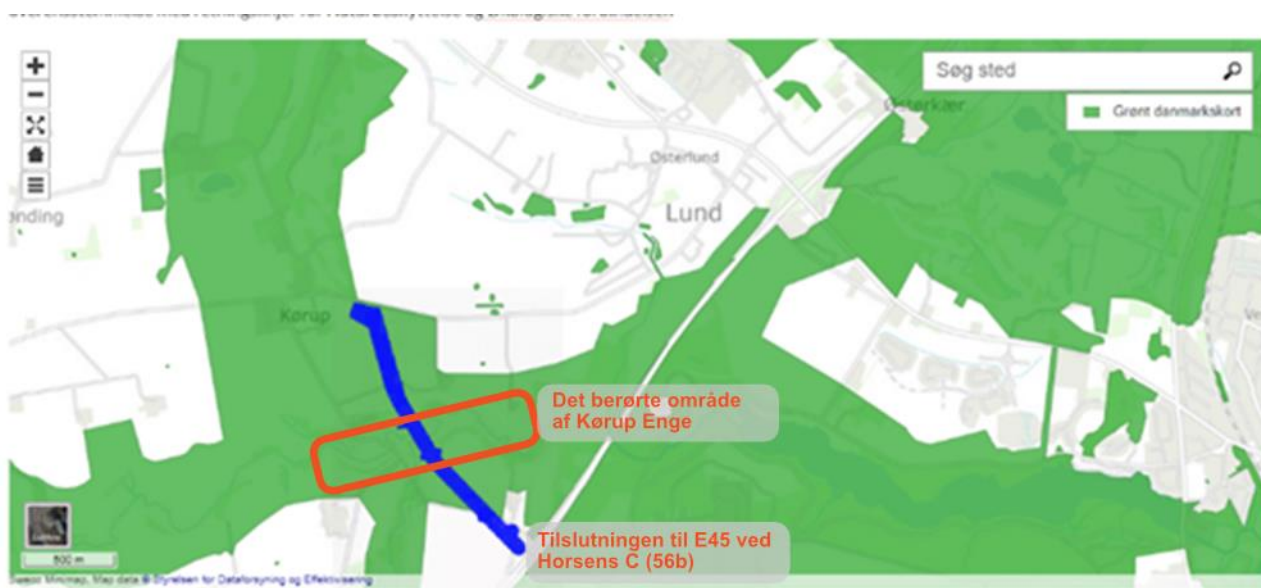 Søg sted
Grønt danmarkskort
Østerkær
Østerlund
Lund
Kørup
Det berørte område
af Kørup Enge
Tilslutningen til E45 ved
Horsens C (56b)
500 m
Map data © Styrelsen for Dataforsyning og Effektivisering